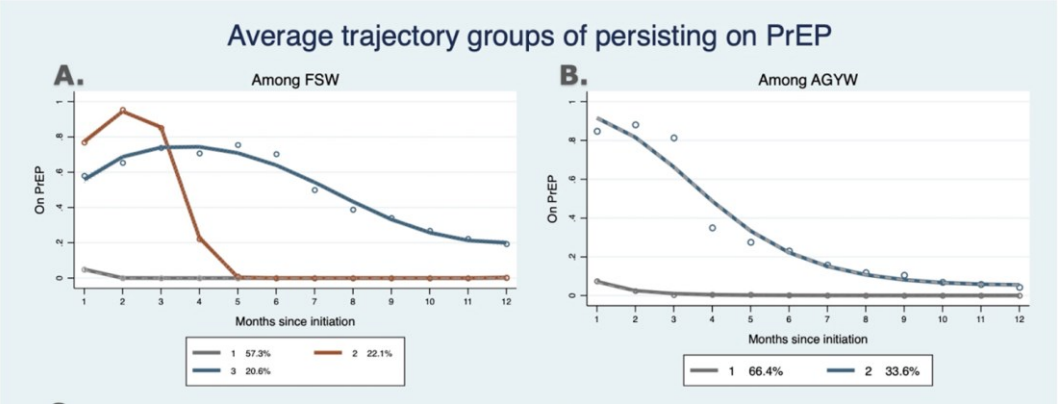 Average trajectory groups of persisting on PrEP
A.
Among FSW
On PrEP
1
.8
.6
.4
.2
0
1 2 3 4 5 6 7 8 9 10 11 12
Months since initiation
1 57.3% 2 22.1%
3 20.6%
B.
Among AGYW
On PrEP
1
.8
.6
.4
.2
0
1 2 3 4 5 6 7 8 9 10 11 12
Months since initiation
1 66.4% 2 33.6%